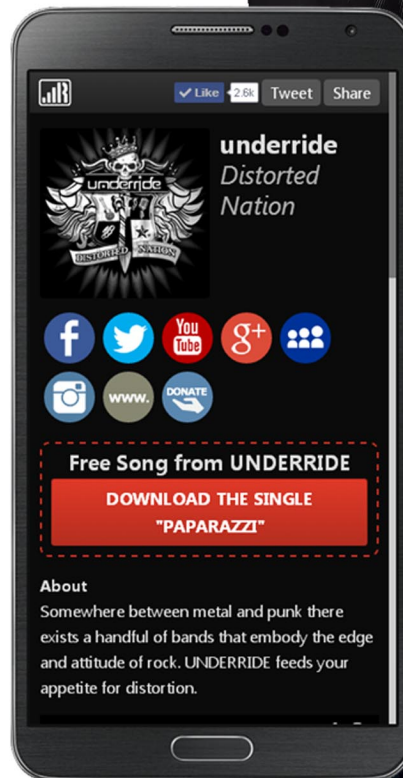 Like 2.6k Tweet Share
underride
Distorted
Nation
underride
DISTORTED NATION
You
Tube
g+
www. DONATE
Free Song from UNDERRIDE
DOWNLOAD THE SINGLE
"PAPARAZZI"
About
Somewhere between metal and punk there
exists a handful of bands that embody the edge
and attitude of rock. UNDERRIDE feeds your
appetite for distortion.